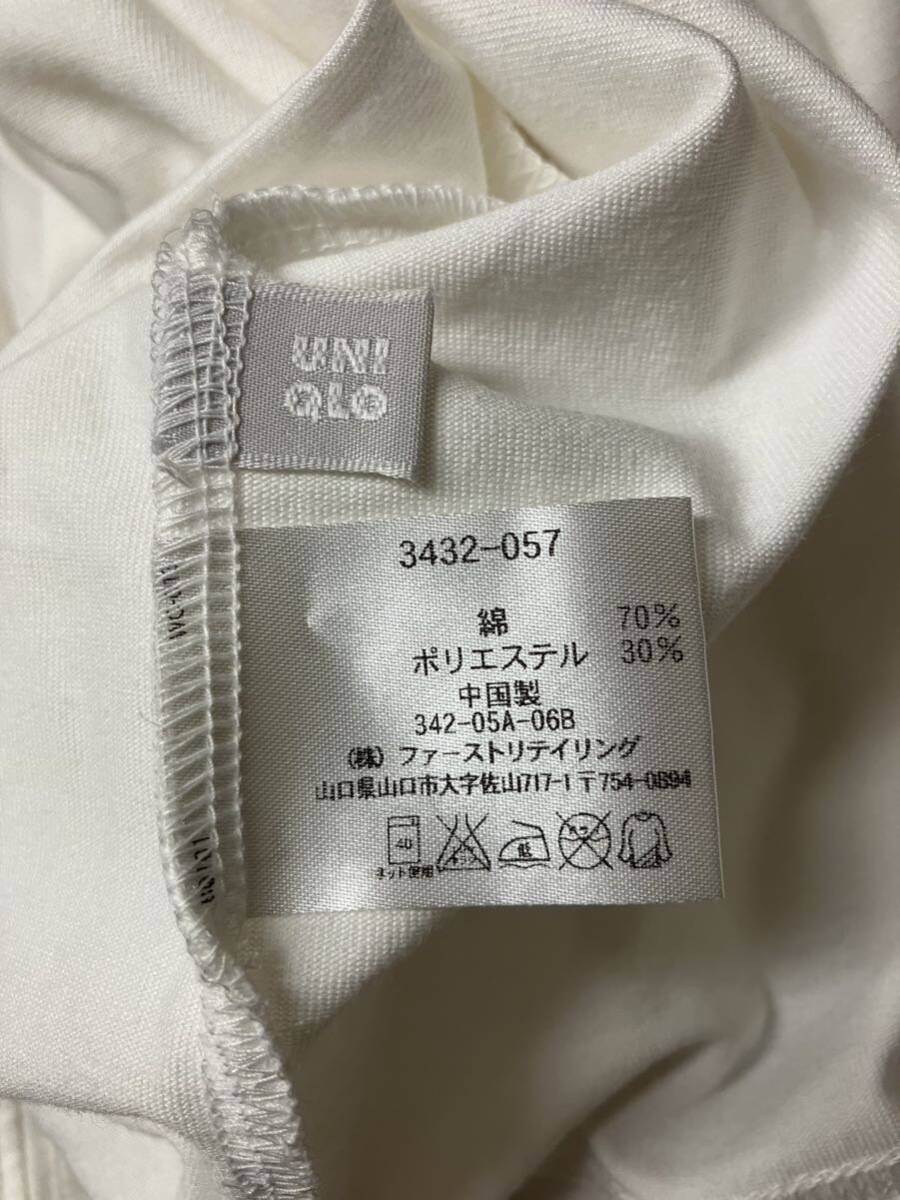 UNI
QLO
3432-057
綿 70%
ポリエステル 30%
中国製
342-05A-06B
(株)ファーストリテイリング
山口県山口市大字佐山717-1〒754-0894
40 低
ネット使用